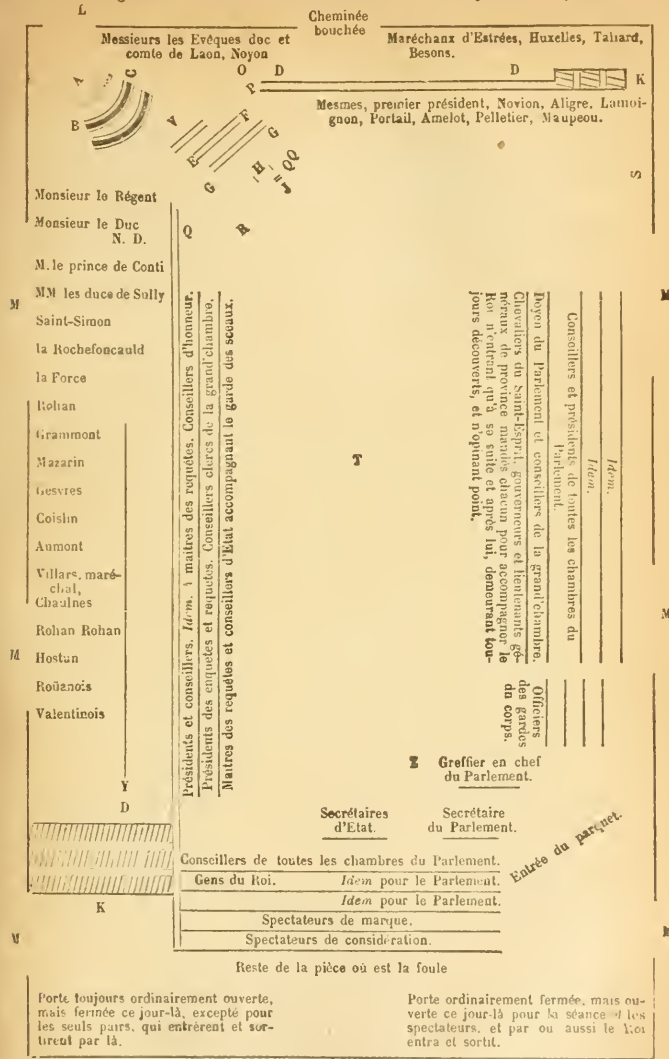 L
Cheminée
bouchée
Messieurs les Evêques duc et
comte de Laon, Noyon
Maréchaux d'Estrées, Huxelles, Tallard,
Besons.
A C O D D K
P
B
Mesmes, premier président, Novion, Aligre, Lamoi-
gnon, Portail, Amelot, Pelletier, Maupeou.
V F G
E H QQ
G J
S
Monsieur le Régent
Monsieur le Duc
N. D.
Q R
M. le prince de Conti
MM les ducs de Sully
M M
Saint-Simon
la Rochefoucauld
la Force
Rohan
Grammont
Mazarin
Gesvres
Coislin
Aumont
Villars, maré-
chal,
Chaulnes
Rohan Rohan
M M
Hostun
Roüanois
Valentinois
Y
D
K
Présidents et conseillers. Idem. 4 maitres des requêtes. Conseillers d'honneur.
Présidents des enquetes et requetes. Conseillers clercs de la grand'chambre.
Maitres des requêtes et conseillers d'Etat accompagnant le garde des sceaux.
T
Idem.
Idem.
Conseillers et présidents de toutes les chambres du
Parlement.
Doyen du Parlement et conseillers de la grand'chambre.
Chevaliers du Saint-Esprit, gouverneurs et lieutenants gé-
néraux de province mandés chacun pour accompagner le
Roi n'entrant qu'à sa suite et après lui, demeurant tou-
jours découverts, et n'opinant point.
Officiers
des gardes
du corps.
Z Greffier en chef
du Parlement.
Secrétaires
d'Etat.
Secrétaire
du Parlement.
Entrée du parquet.
Conseillers de toutes les chambres du Parlement.
Gens du Roi. Idem pour le Parlement.
Idem pour le Parlement.
Spectateurs de marque.
Spectateurs de considération.
Reste de la pièce où est la foule
Porte toujours ordinairement ouverte,
mais fermée ce jour-là, excepté pour
les seuls pairs, qui entrèrent et sor-
tirent par là.
Porte ordinairement fermée, mais ou-
verte ce jour-là pour la séance les
spectateurs, et par ou aussi le Roi
entra et sortit.